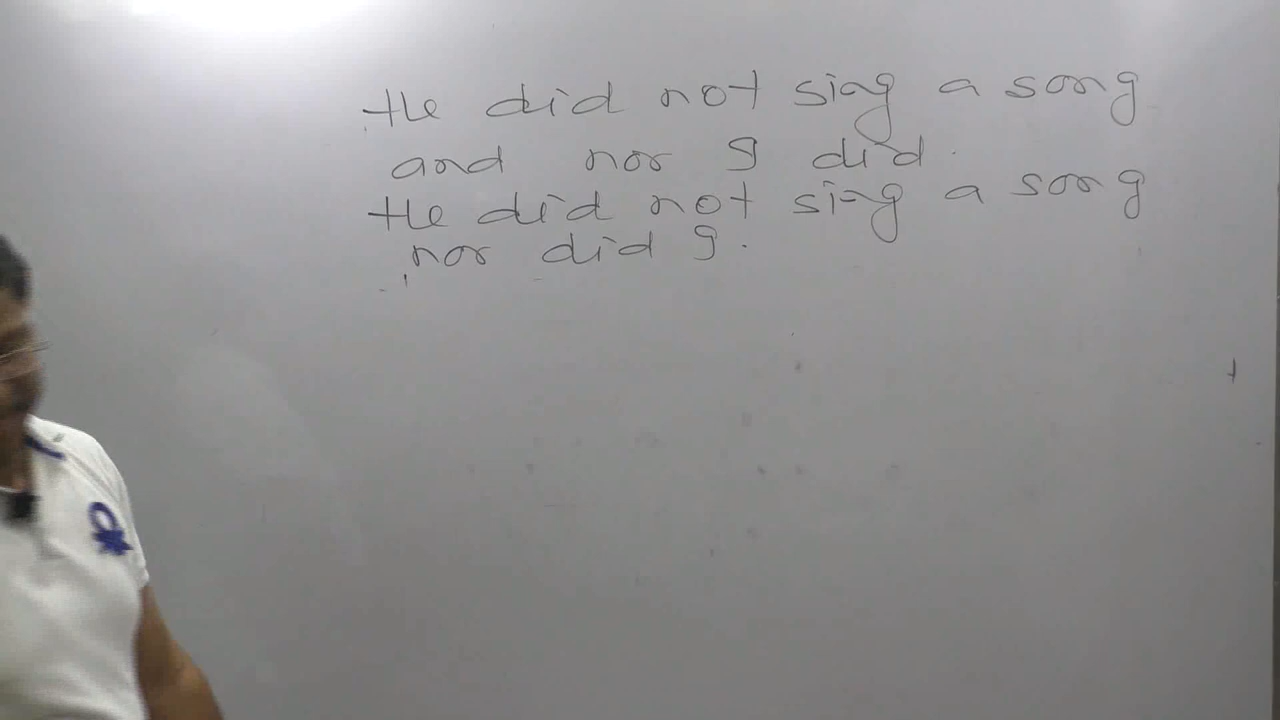 He did not sing a song
and nor I did.
He did not sing a song
nor did I.